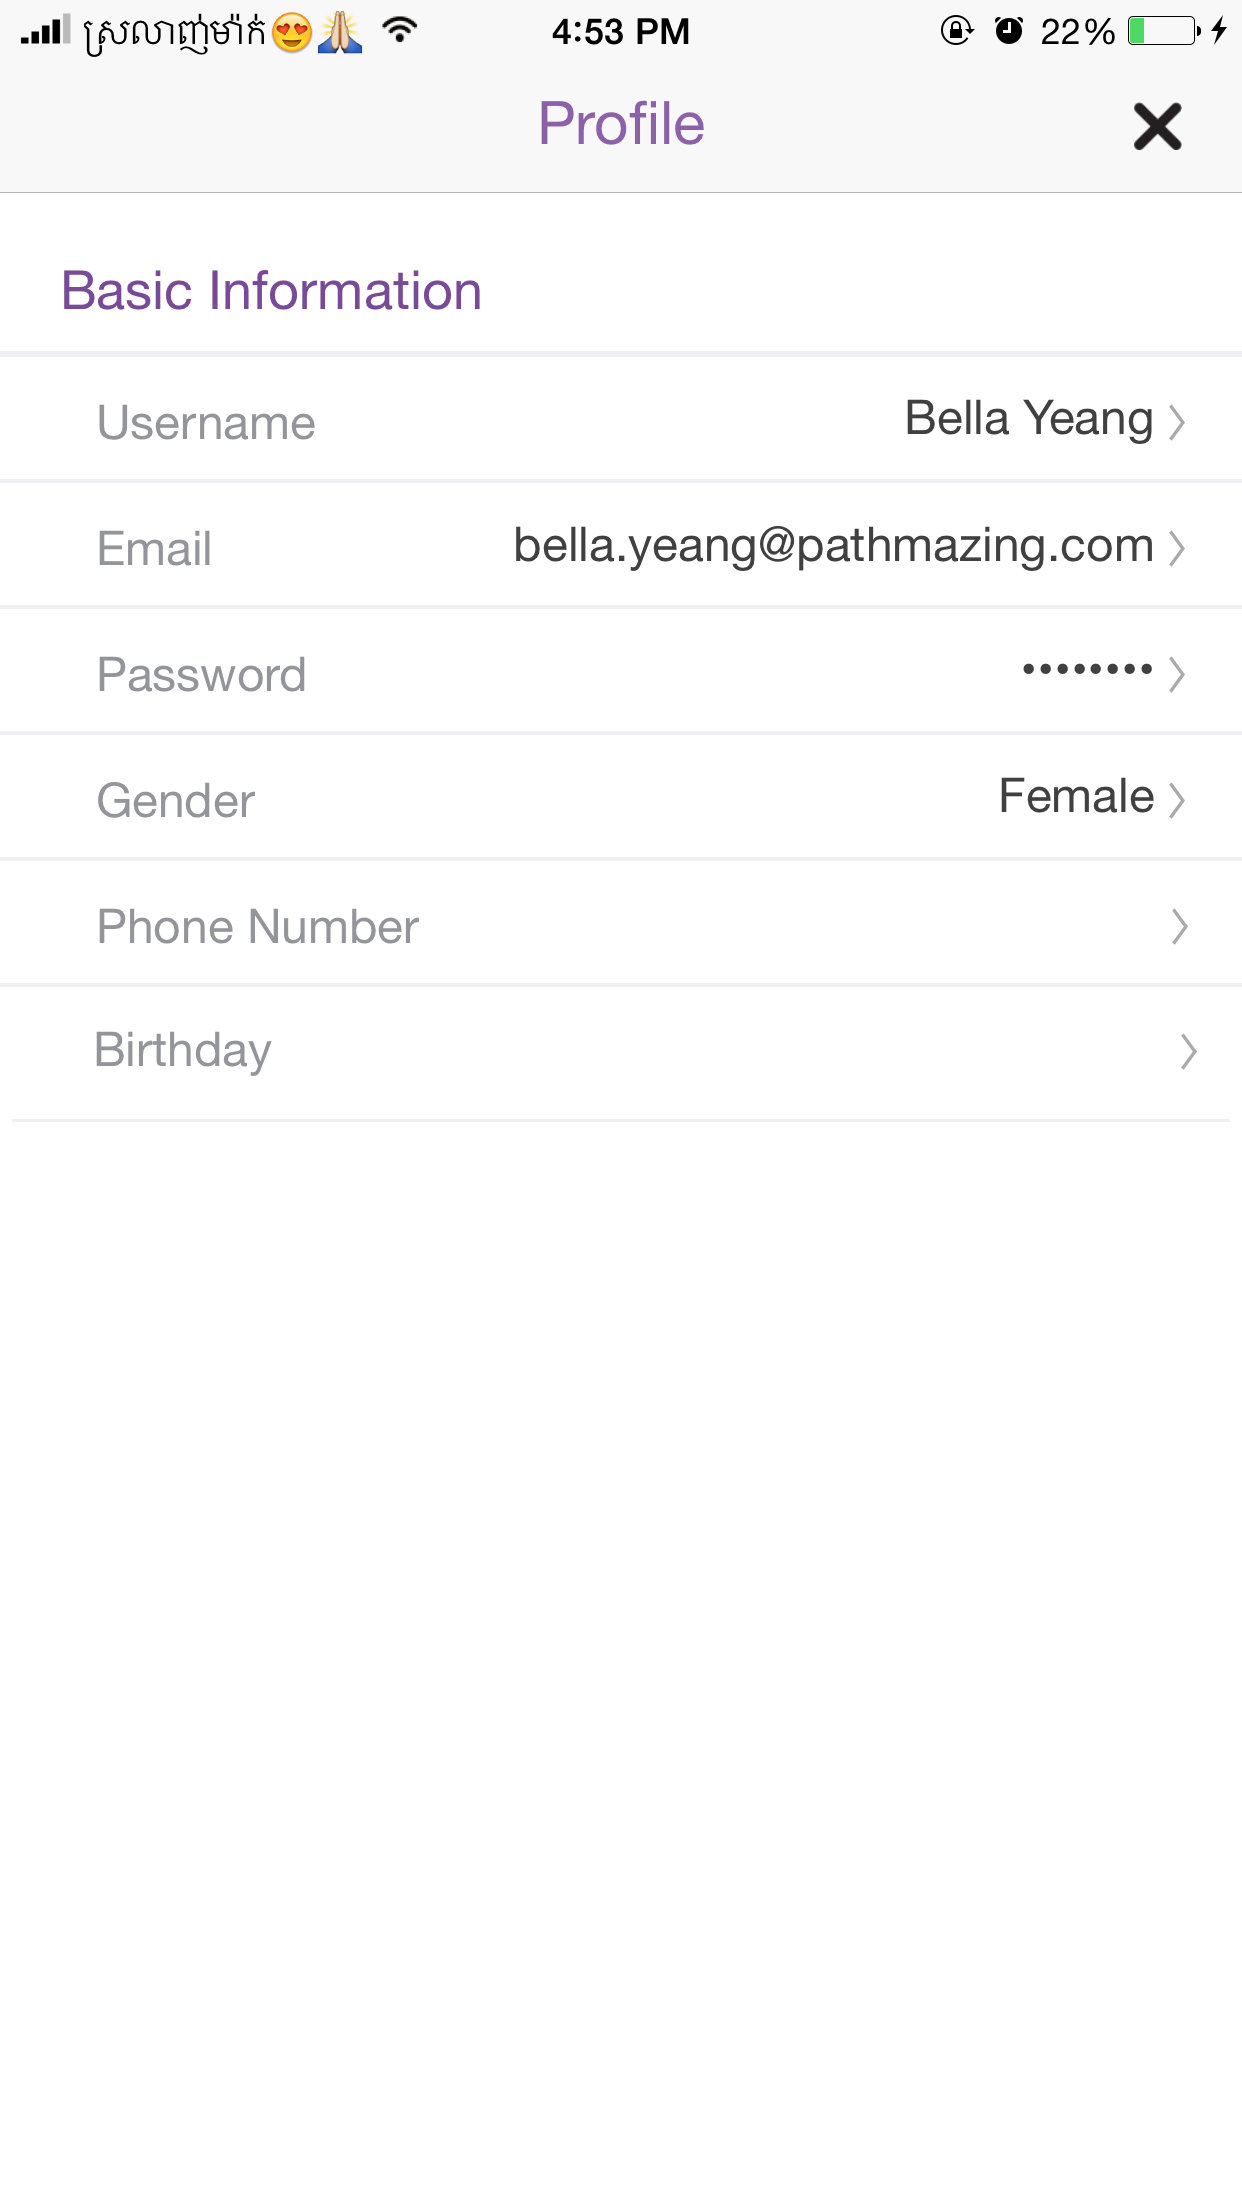 ស្រលាញ់ម៉ាក់😍🙏🏼 4:53 PM 22%
Profile
Basic Information
Username Bella Yeang
Email bella.yeang@pathmazing.com
Password ••••••••
Gender Female
Phone Number
Birthday